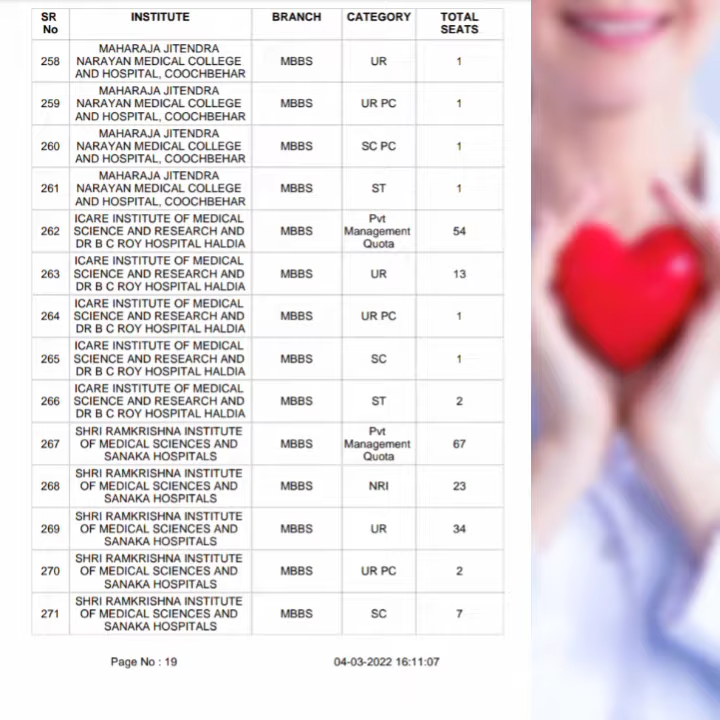 SR No INSTITUTE BRANCH CATEGORY TOTAL SEATS
258 MAHARAJA JITENDRA NARAYAN MEDICAL COLLEGE AND HOSPITAL, COOCHBEHAR MBBS UR 1
259 MAHARAJA JITENDRA NARAYAN MEDICAL COLLEGE AND HOSPITAL, COOCHBEHAR MBBS UR PC 1
260 MAHARAJA JITENDRA NARAYAN MEDICAL COLLEGE AND HOSPITAL, COOCHBEHAR MBBS SC PC 1
261 MAHARAJA JITENDRA NARAYAN MEDICAL COLLEGE AND HOSPITAL, COOCHBEHAR MBBS ST 1
262 ICARE INSTITUTE OF MEDICAL SCIENCE AND RESEARCH AND DR B C ROY HOSPITAL HALDIA MBBS Pvt Management Quota 54
263 ICARE INSTITUTE OF MEDICAL SCIENCE AND RESEARCH AND DR B C ROY HOSPITAL HALDIA MBBS UR 13
264 ICARE INSTITUTE OF MEDICAL SCIENCE AND RESEARCH AND DR B C ROY HOSPITAL HALDIA MBBS UR PC 1
265 ICARE INSTITUTE OF MEDICAL SCIENCE AND RESEARCH AND DR B C ROY HOSPITAL HALDIA MBBS SC 1
266 ICARE INSTITUTE OF MEDICAL SCIENCE AND RESEARCH AND DR B C ROY HOSPITAL HALDIA MBBS ST 2
267 SHRI RAMKRISHNA INSTITUTE OF MEDICAL SCIENCES AND SANAKA HOSPITALS MBBS Pvt Management Quota 67
268 SHRI RAMKRISHNA INSTITUTE OF MEDICAL SCIENCES AND SANAKA HOSPITALS MBBS NRI 23
269 SHRI RAMKRISHNA INSTITUTE OF MEDICAL SCIENCES AND SANAKA HOSPITALS MBBS UR 34
270 SHRI RAMKRISHNA INSTITUTE OF MEDICAL SCIENCES AND SANAKA HOSPITALS MBBS UR PC 2
271 SHRI RAMKRISHNA INSTITUTE OF MEDICAL SCIENCES AND SANAKA HOSPITALS MBBS SC 7
Page No : 19 04-03-2022 16:11:07